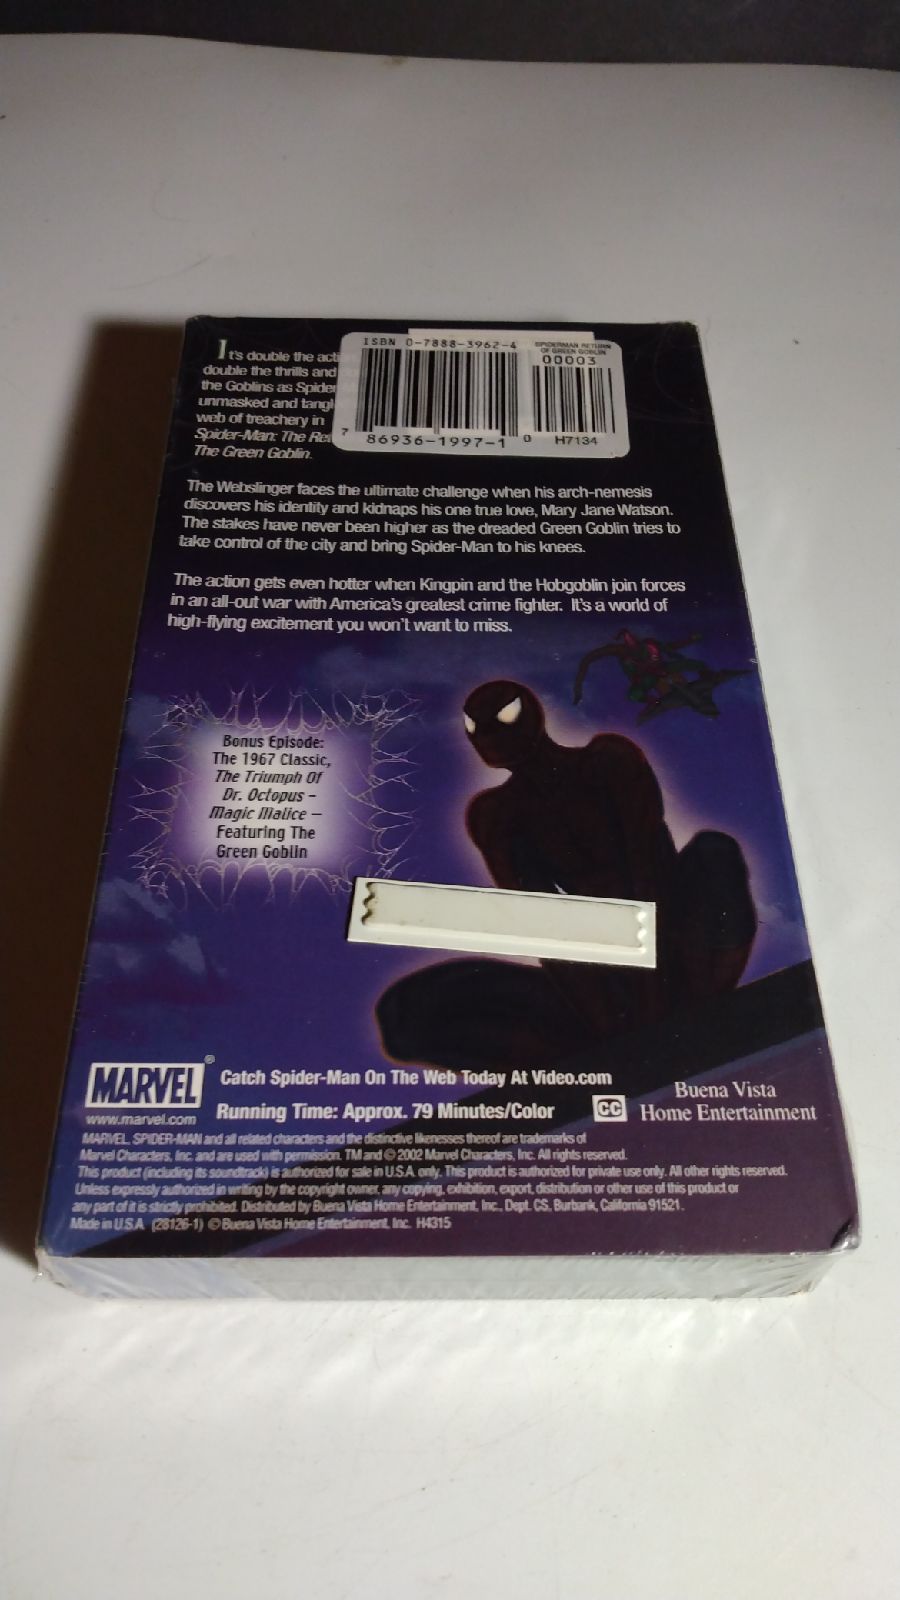 ISBN 0-7888-3962-4
SPIDERMAN RETURN
OF GREEN GOBLIN
00003
7 86936-1997-1 0 H7134
It's double the
double the thrills and
the Goblins as
unmasked and
web of treachery in
Spider-Man: The
The Green Goblin.
The Webslinger faces the ultimate challenge when his arch-nemesis
discovers his identity and kidnaps his one true love, Mary Jane Watson.
The stakes have never been higher as the dreaded Green Goblin tries to
take control of the city and bring Spider-Man to his knees.
The action gets even hotter when Kingpin and the Hobgoblin join forces
in an all-out war with America's greatest crime fighter. It's a world of
high-flying excitement you won't want to miss.
Bonus Episode:
The 1967 Classic,
The Triumph Of
Dr. Octopus –
Magic Malice –
Featuring The
Green Goblin
MARVEL®
www.marvel.com
Catch Spider-Man On The Web Today At Video.com
Running Time: Approx. 79 Minutes/Color
CC
Buena Vista
Home Entertainment
MARVEL, SPIDER-MAN and all related characters and the distinctive likenesses thereof are trademarks of
Marvel Characters, Inc. and are used with permission. TM and © 2002 Marvel Characters, Inc. All rights reserved.
This product (including its soundtrack) is authorized for sale in U.S.A. only. This product is authorized for private use only. All other rights reserved.
Unless expressly authorized in writing by the copyright owner, any copying, exhibition, export, distribution or other use of this product or
any part of it is strictly prohibited. Distributed by Buena Vista Home Entertainment, Inc., Dept. CS, Burbank, California 91521.
Made in U.S.A. (28126-1) © Buena Vista Home Entertainment, Inc. H4315